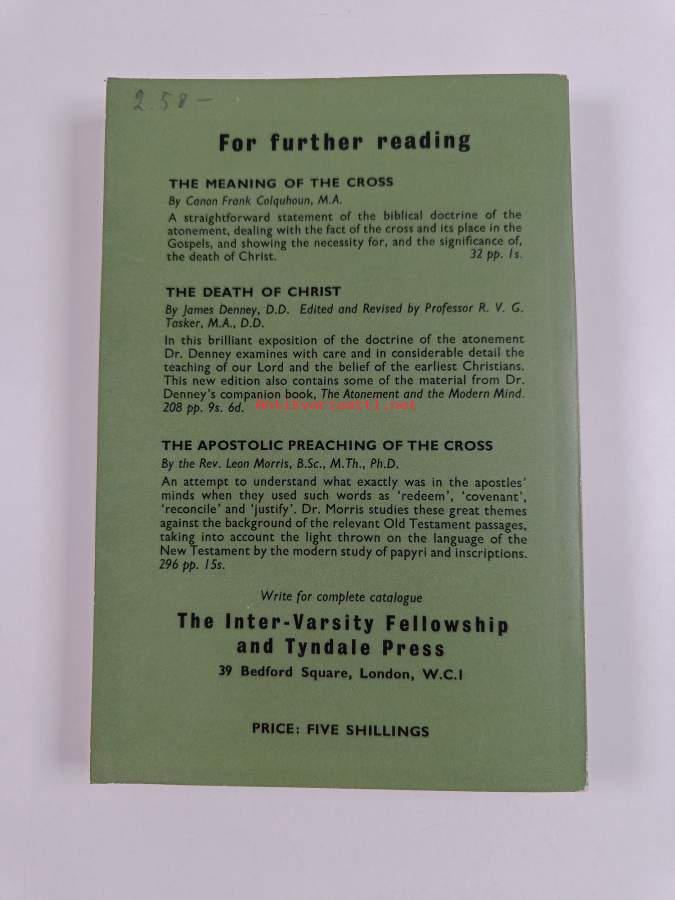 2.58-
For further reading
THE MEANING OF THE CROSS
By Canon Frank Colquhoun, M.A.
A straightforward statement of the biblical doctrine of the
atonement, dealing with the fact of the cross and its place in the
Gospels, and showing the necessity for, and the significance of,
the death of Christ. 32 pp. 1s.
THE DEATH OF CHRIST
By James Denney, D.D. Edited and Revised by Professor R. V. G.
Tasker, M.A., D.D.
In this brilliant exposition of the doctrine of the atonement
Dr. Denney examines with care and in considerable detail the
teaching of our Lord and the belief of the earliest Christians.
This new edition also contains some of the material from Dr.
Denney's companion book, The Atonement and the Modern Mind.
208 pp. 9s. 6d.
Antikvariaatti.net
THE APOSTOLIC PREACHING OF THE CROSS
By the Rev. Leon Morris, B.Sc., M.Th., Ph.D.
An attempt to understand what exactly was in the apostles'
minds when they used such words as 'redeem', 'covenant',
'reconcile' and 'justify'. Dr. Morris studies these great themes
against the background of the relevant Old Testament passages,
taking into account the light thrown on the language of the
New Testament by the modern study of papyri and inscriptions.
296 pp. 15s.
Write for complete catalogue
The Inter-Varsity Fellowship
and Tyndale Press
39 Bedford Square, London, W.C.1
PRICE: FIVE SHILLINGS